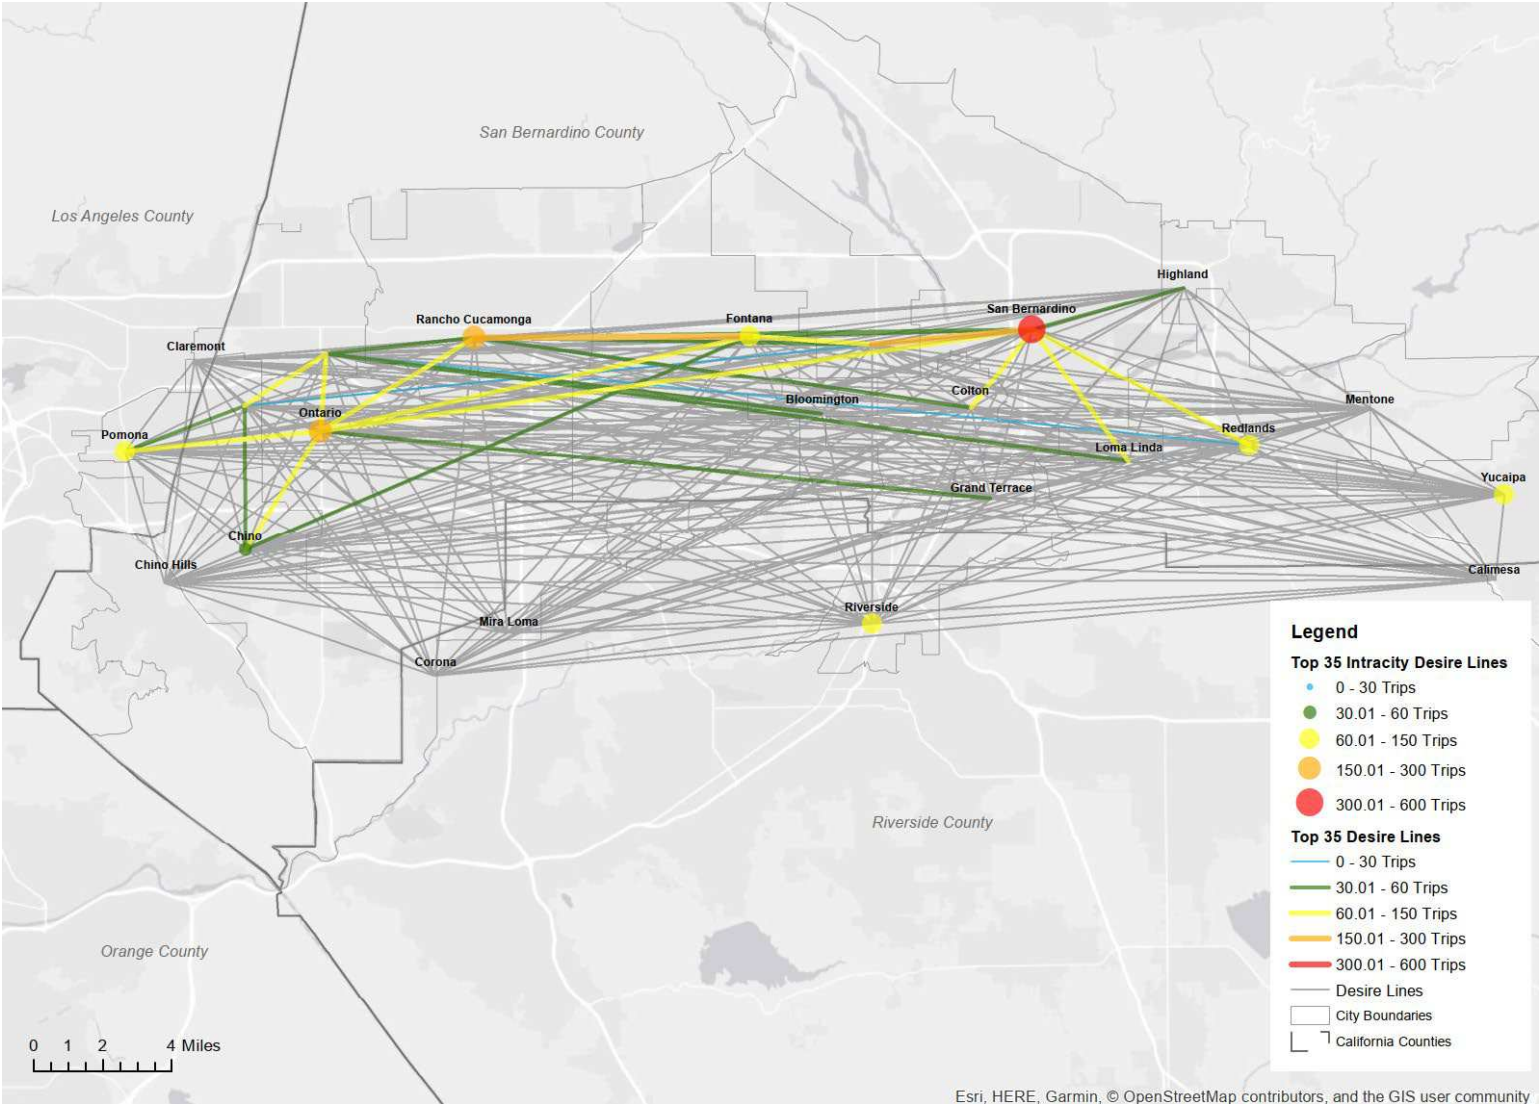 San Bernardino County
Los Angeles County
Highland
San Bernardino
Rancho Cucamonga
Fontana
Claremont
Colton
Bloomington
Mentone
Ontario
Pomona
Redlands
Loma Linda
Yucaipa
Grand Terrace
Chino
Chino Hills
Calimesa
Riverside
Mira Loma
Corona
Riverside County
Orange County
Legend
Top 35 Intracity Desire Lines
0 - 30 Trips
30.01 - 60 Trips
60.01 - 150 Trips
150.01 - 300 Trips
300.01 - 600 Trips
Top 35 Desire Lines
0 - 30 Trips
30.01 - 60 Trips
60.01 - 150 Trips
150.01 - 300 Trips
300.01 - 600 Trips
Desire Lines
City Boundaries
California Counties
0 1 2 4 Miles
Esri, HERE, Garmin, © OpenStreetMap contributors, and the GIS user community